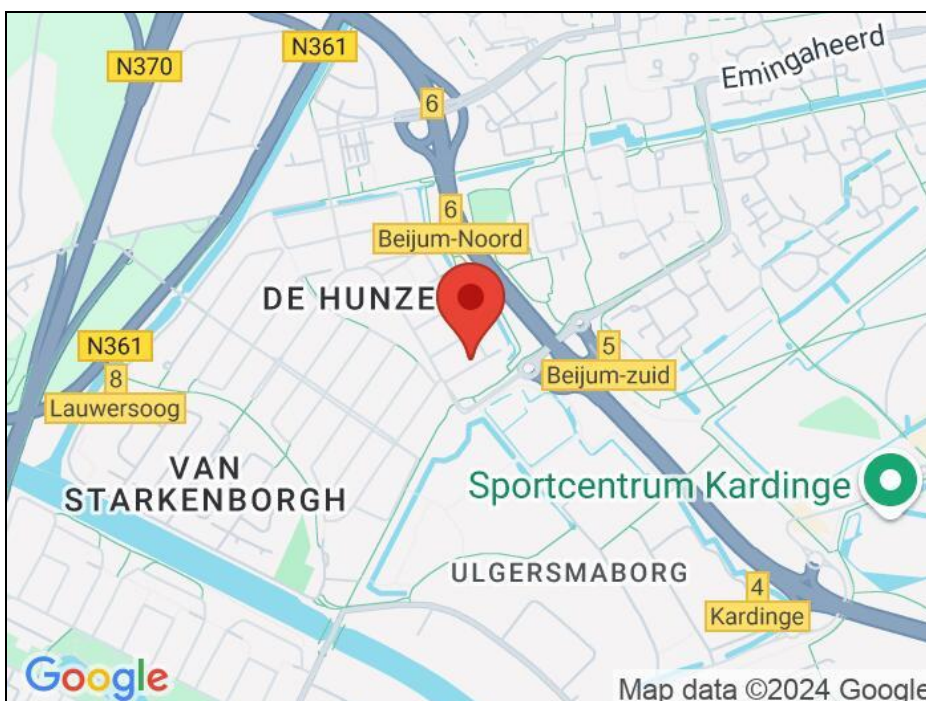 N361
N370
Emingaheerd
6
6
Beijum-Noord
DE HUNZE
N361
8
Lauwersoog
5
Beijum-zuid
VAN
STARKENBORGH
Sportcentrum Kardinge
ULGERSMABORG
4
Kardinge
Google
Map data ©2024 Google